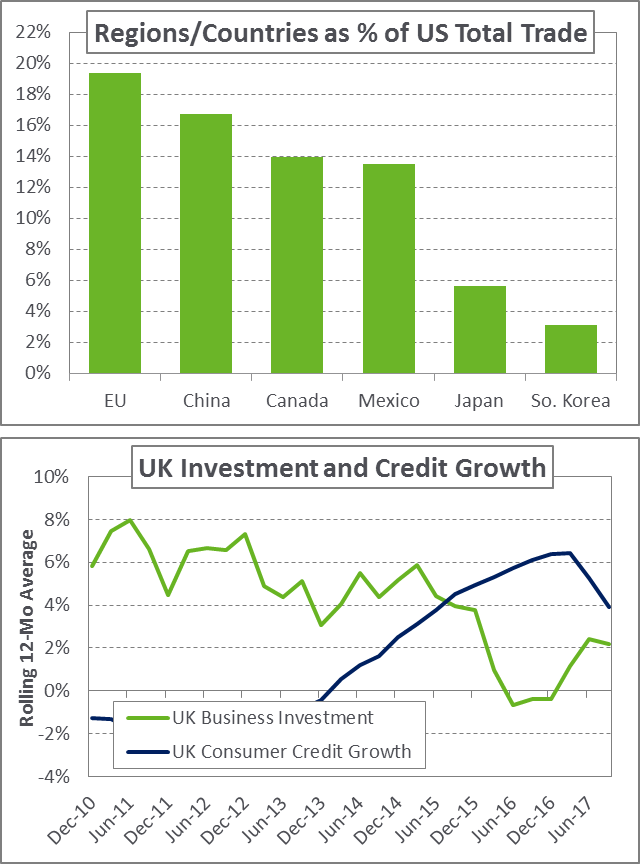 Regions/Countries as % of US Total Trade
22%
20%
18%
16%
14%
12%
10%
8%
6%
4%
2%
0%
EU China Canada Mexico Japan So. Korea
UK Investment and Credit Growth
Rolling 12-Mo Average
10%
8%
6%
4%
2%
0%
-2%
-4%
UK Business Investment
UK Consumer Credit Growth
Dec-10 Jun-11 Dec-11 Jun-12 Dec-12 Jun-13 Dec-13 Jun-14 Dec-14 Jun-15 Dec-15 Jun-16 Dec-16 Jun-17